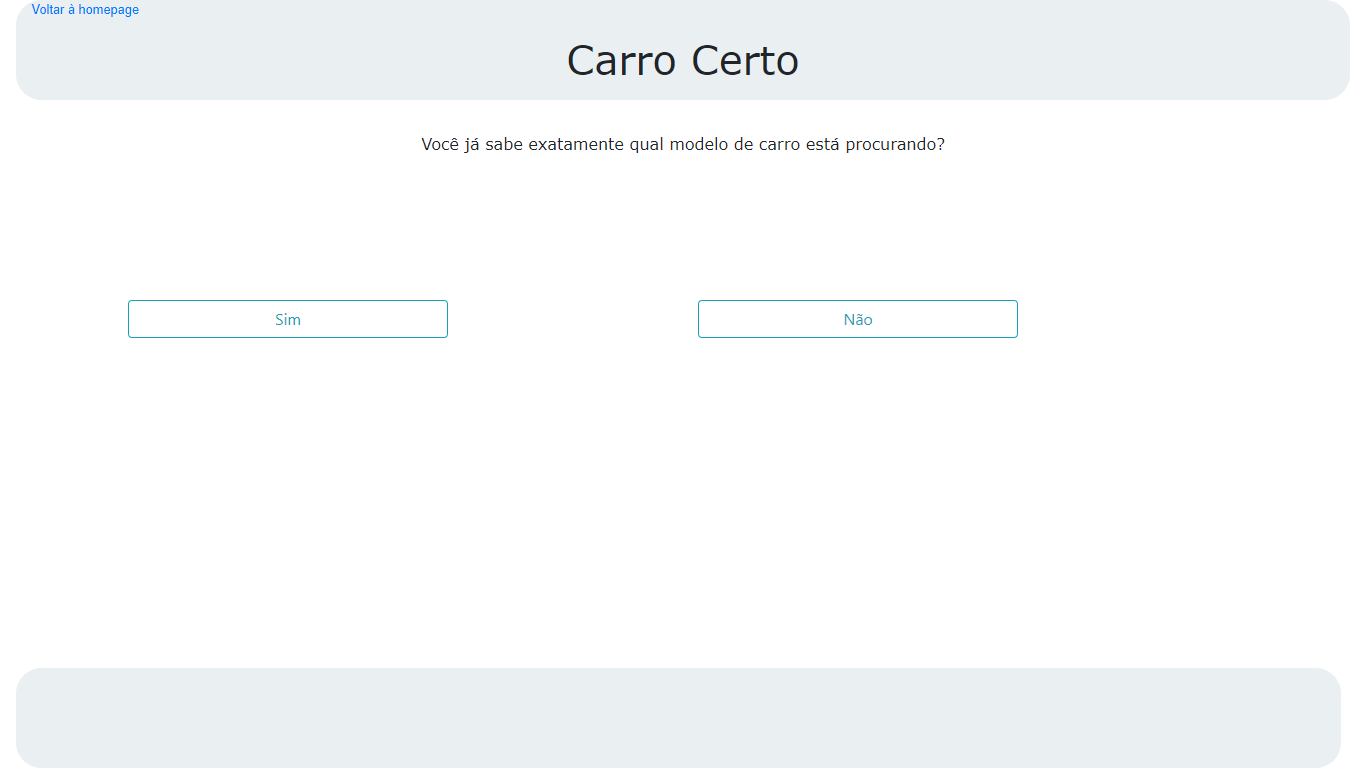 Voltar à homepage
Carro Certo
Você já sabe exatamente qual modelo de carro está procurando?
Sim
Não